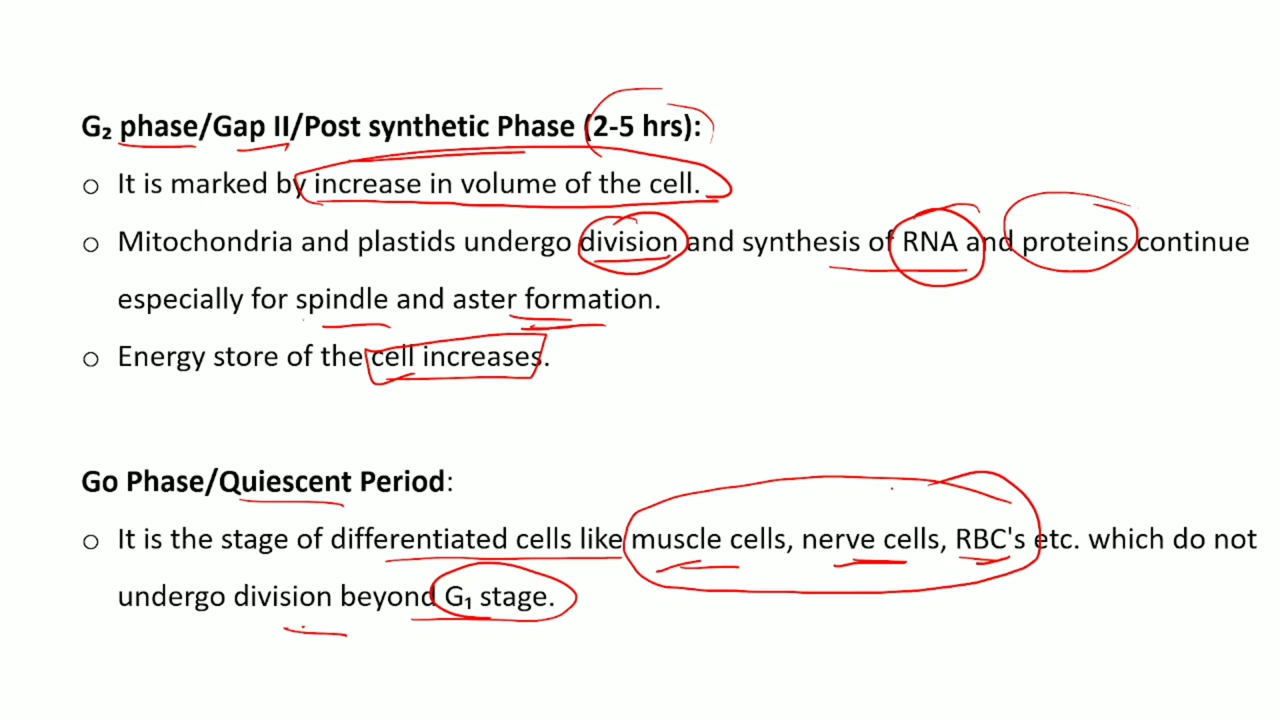 G₂ phase/Gap II/Post synthetic Phase (2-5 hrs):
o It is marked by increase in volume of the cell.
o Mitochondria and plastids undergo division and synthesis of RNA and proteins continue
especially for spindle and aster formation.
o Energy store of the cell increases.
Go Phase/Quiescent Period:
o It is the stage of differentiated cells like muscle cells, nerve cells, RBC's etc. which do not
undergo division beyond G₁ stage.